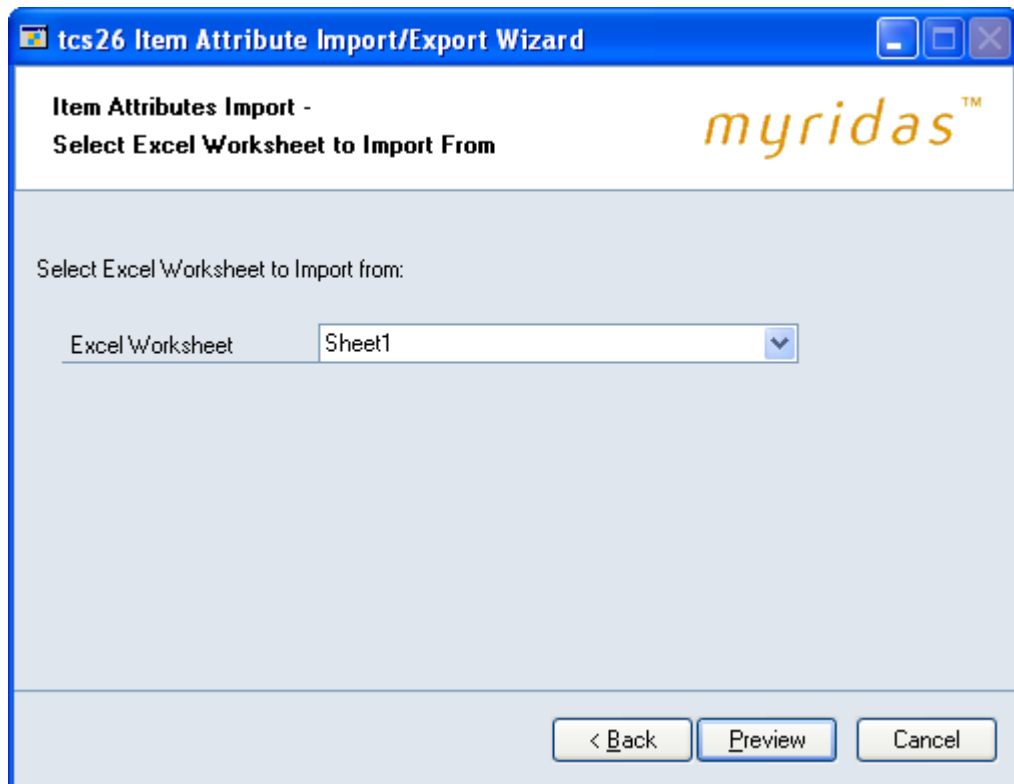 tcs26 Item Attribute Import/Export Wizard
Item Attributes Import -
Select Excel Worksheet to Import From
myridas™
Select Excel Worksheet to Import from:
Excel Worksheet
Sheet1
< Back
Preview
Cancel